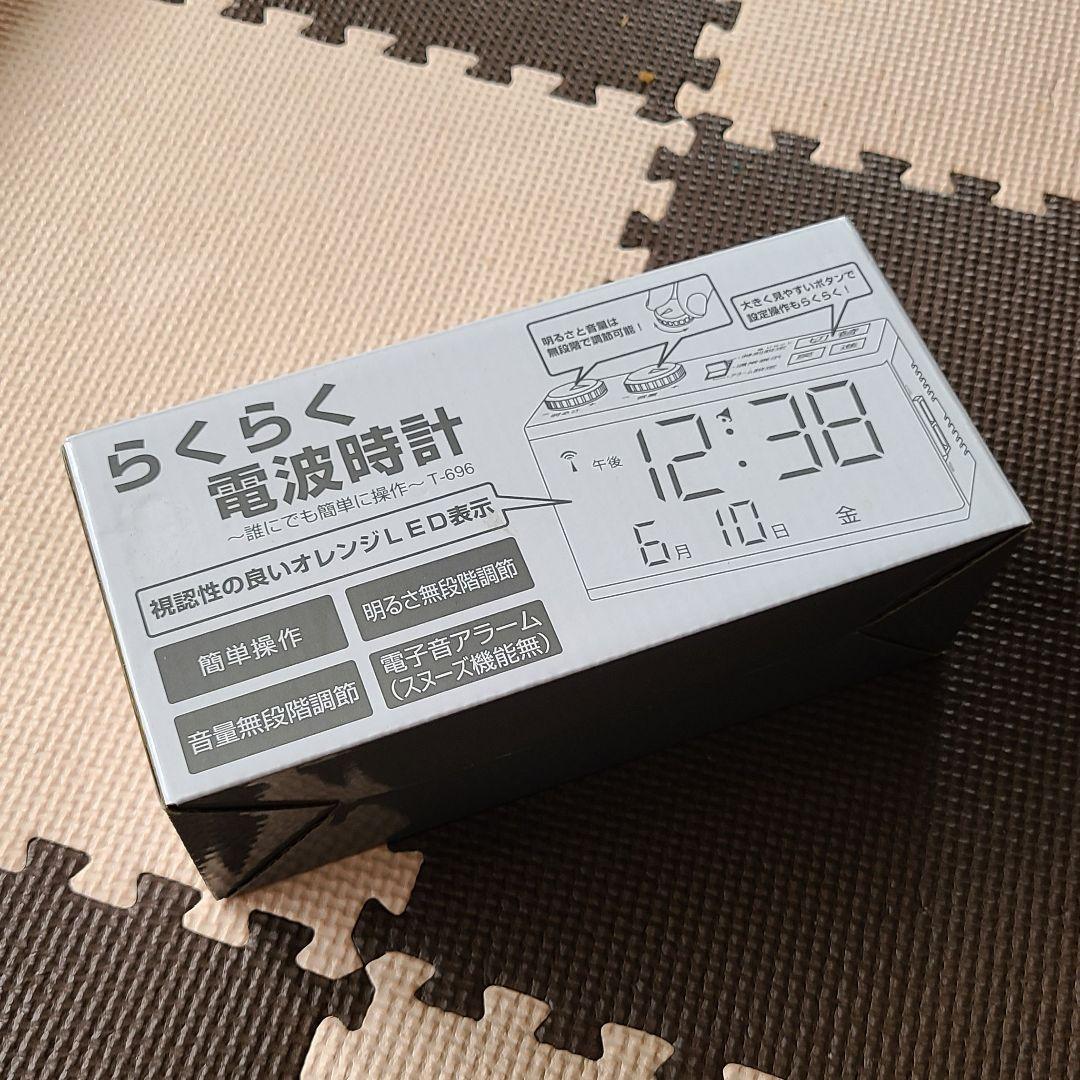 らくらく
電波時計
～誰にでも簡単に操作～ T-696
視認性の良いオレンジLED表示
簡単操作
明るさ無段階調節
音量無段階調節
電子音アラーム
(スヌーズ機能無)
明るさと音量は
無段階で調節可能！
大きく見やすいボタンで
設定操作もらくらく！
午後 12:38
6月 10日 金